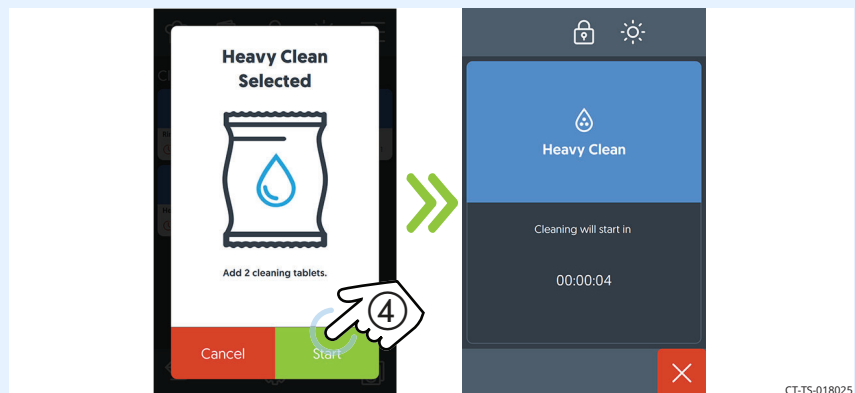 Heavy Clean
Selected
Add 2 cleaning tablets.
4
Cancel
Start
Heavy Clean
Cleaning will start in
00:00:04
CT-TS-018025